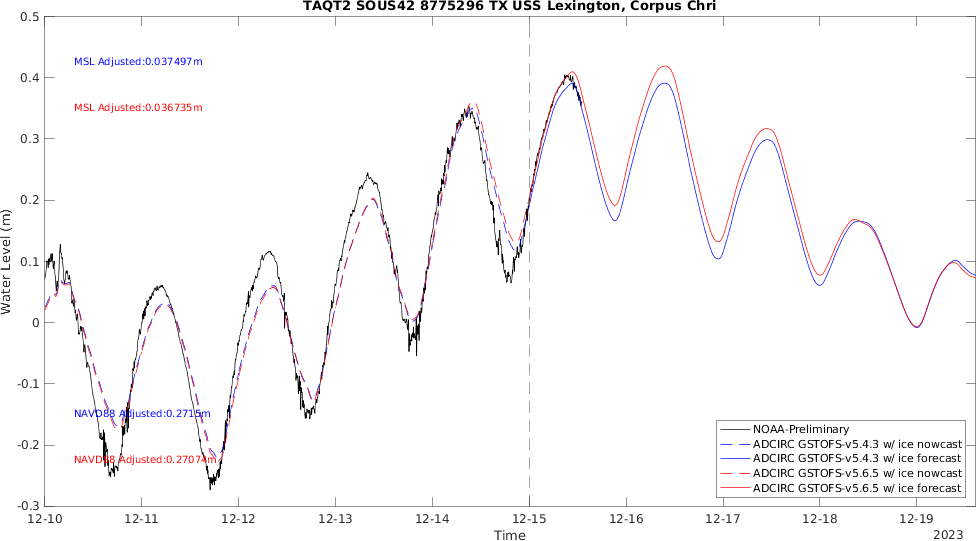 TAQT2 SOUS42 8775296 TX USS Lexington, Corpus Chri
0.5
0.4
0.3
0.2
0.1
0
-0.1
-0.2
-0.3
Water Level (m)
MSL Adjusted:0.037497m
MSL Adjusted:0.036735m
NAVD88 Adjusted:0.2715m
NAVD88 Adjusted:0.27074m
NOAA-Preliminary
ADCIRC GSTOFS-v5.4.3 w/ ice nowcast
ADCIRC GSTOFS-v5.4.3 w/ ice forecast
ADCIRC GSTOFS-v5.6.5 w/ ice nowcast
ADCIRC GSTOFS-v5.6.5 w/ ice forecast
12-10 12-11 12-12 12-13 12-14 12-15 12-16 12-17 12-18 12-19
Time
2023